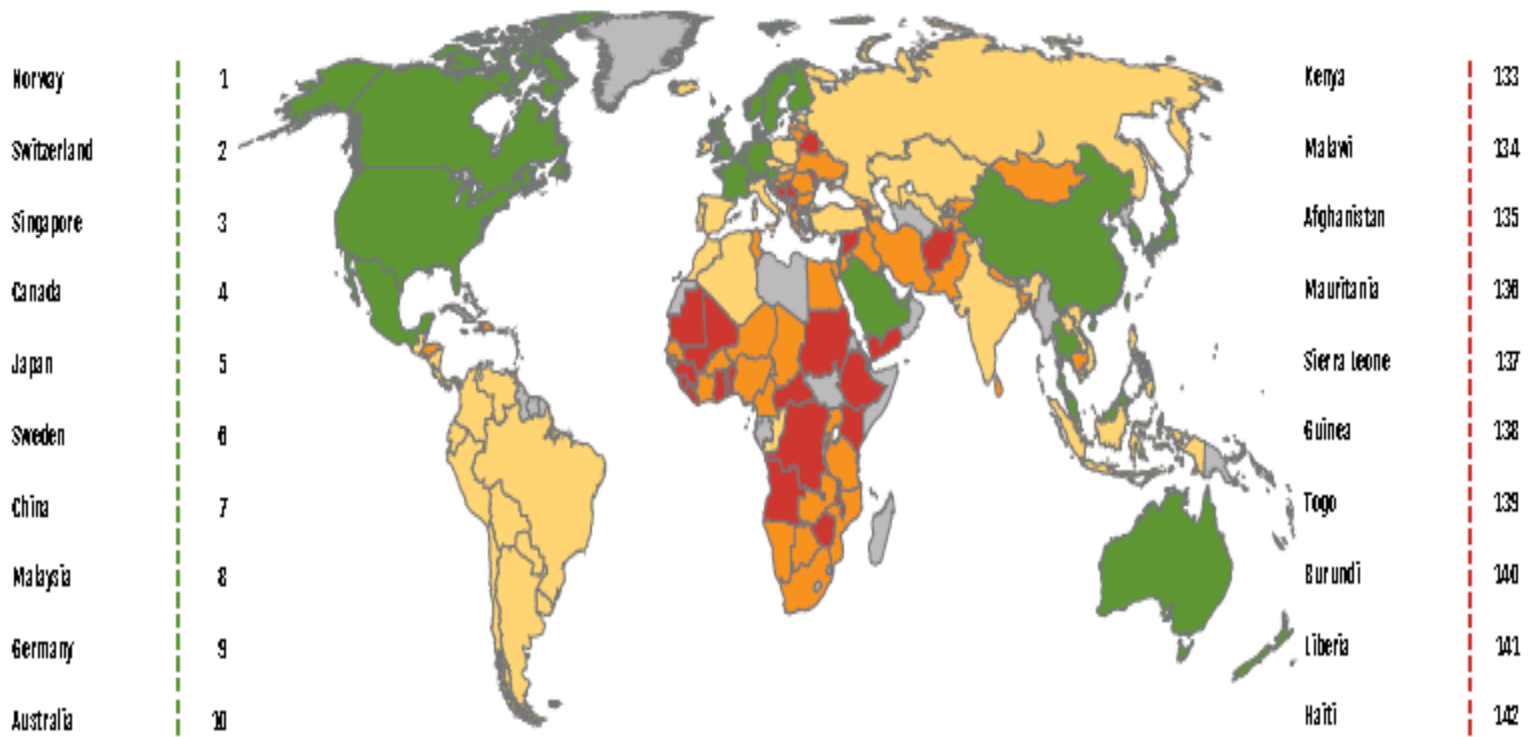 Norway 1
Switzerland 2
Singapore 3
Canada 4
Japan 5
Sweden 6
China 7
Malaysia 8
Germany 9
Australia 10
Kenya 133
Malawi 134
Afghanistan 135
Mauritania 136
Sierra Leone 137
Guinea 138
Togo 139
Burundi 140
Liberia 141
Haiti 142